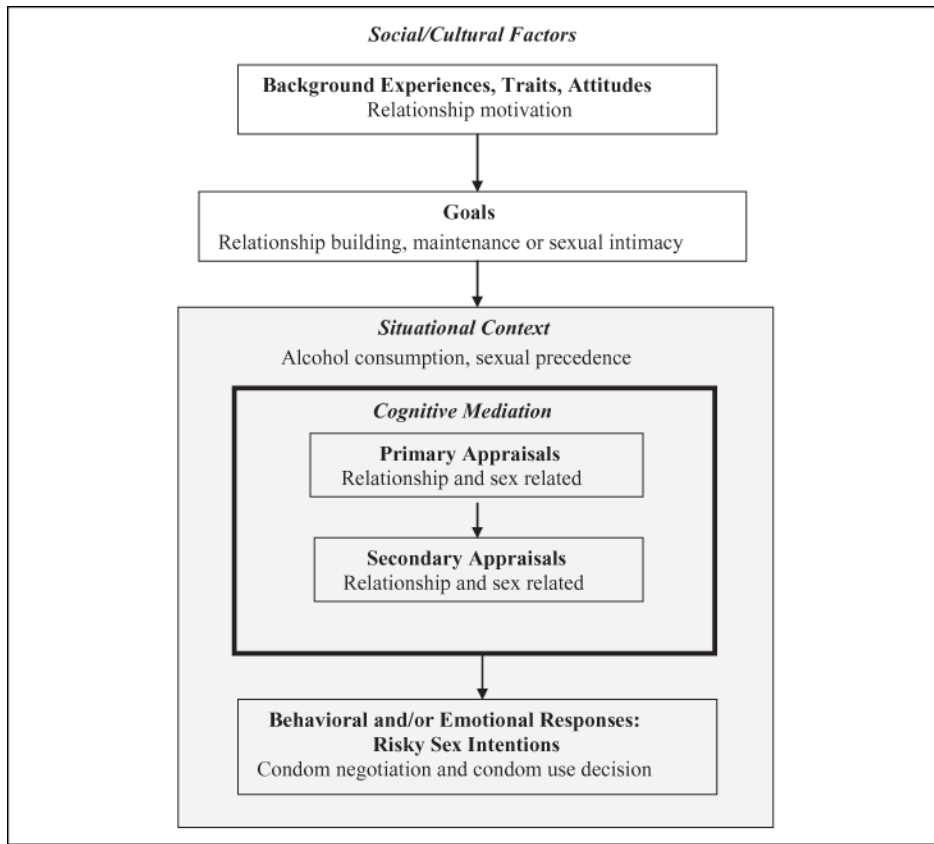 Social/Cultural Factors
Background Experiences, Traits, Attitudes
Relationship motivation
Goals
Relationship building, maintenance or sexual intimacy
Situational Context
Alcohol consumption, sexual precedence
Cognitive Mediation
Primary Appraisals
Relationship and sex related
Secondary Appraisals
Relationship and sex related
Behavioral and/or Emotional Responses:
Risky Sex Intentions
Condom negotiation and condom use decision